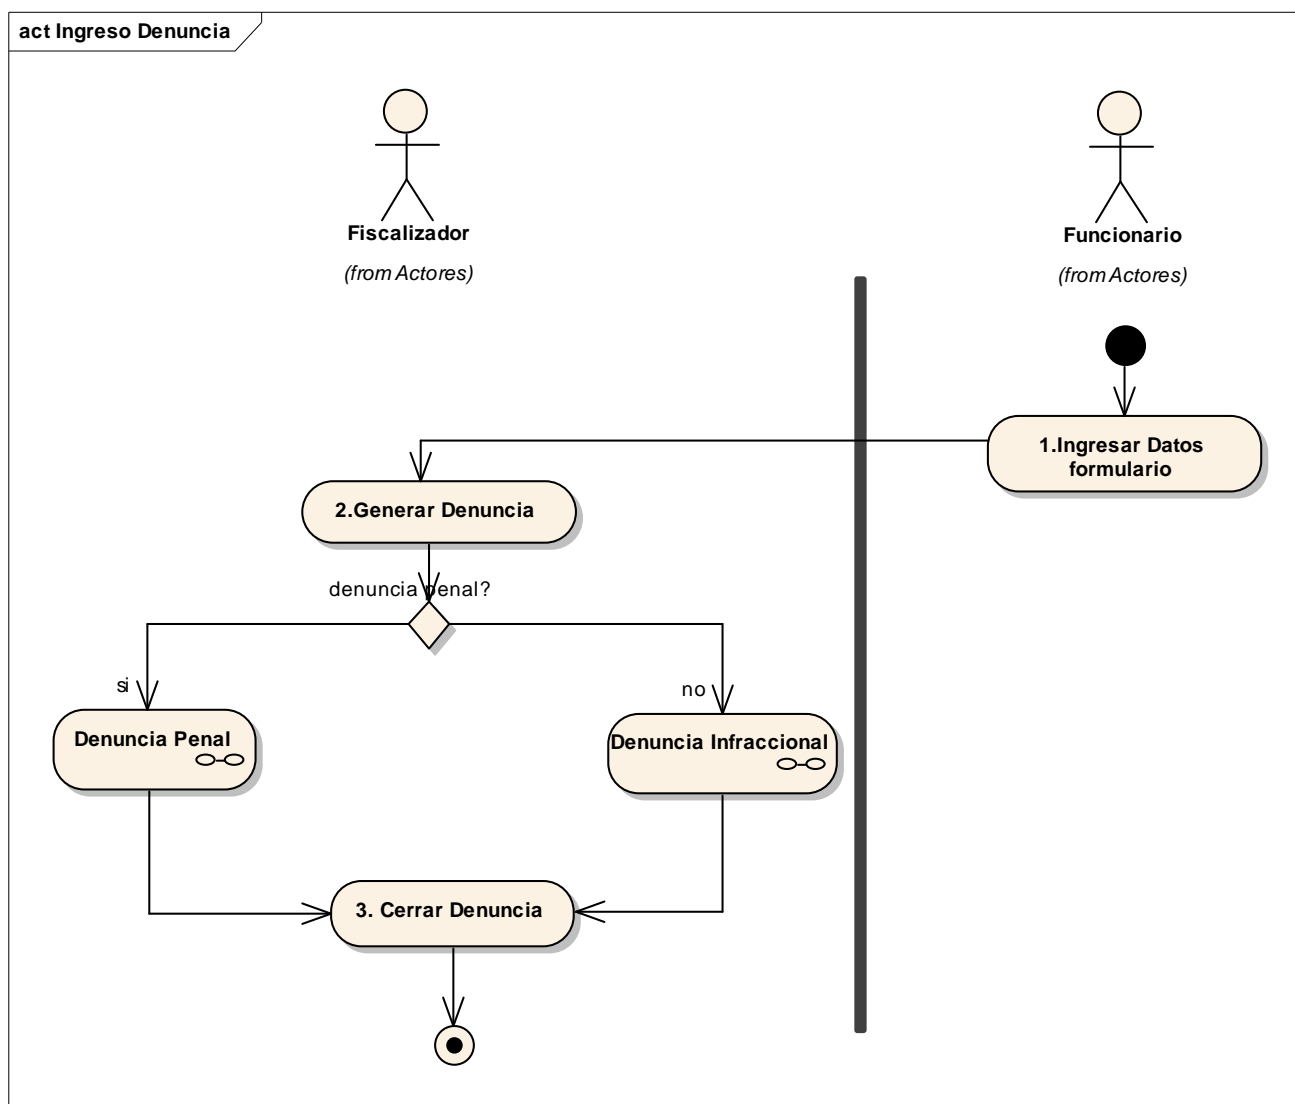 act Ingreso Denuncia
Fiscalizador
(from Actores)
Funcionario
(from Actores)
1.Ingresar Datos
formulario
2.Generar Denuncia
denuncia penal?
si
no
Denuncia Penal
Denuncia Infraccional
3. Cerrar Denuncia